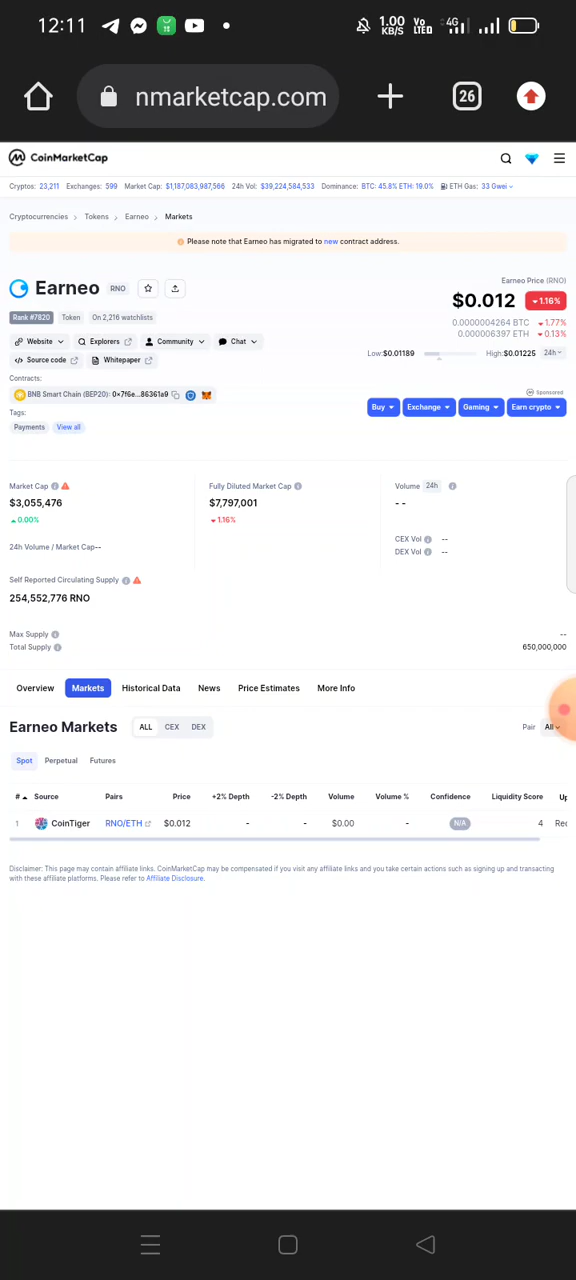 12:11
1.00 KB/S Vo LTED 4G
nmarketcap.com 26
CoinMarketCap
Cryptos: 23,211 Exchanges: 599 Market Cap: $1,187,083,987,566 24h Vol: $39,224,584,533 Dominance: BTC: 45.8% ETH: 19.0% ETH Gas: 33 Gwei
Cryptocurrencies > Tokens > Earneo > Markets
Please note that Earneo has migrated to new contract address.
Earneo RNO
Earneo Price (RNO)
$0.012 1.16%
Rank #7820 Token On 2,216 watchlists
0.0000004264 BTC 1.77%
0.000006397 ETH 0.13%
Website Explorers Community Chat
Low:$0.01189 High:$0.01225 24h
Source code Whitepaper
Contracts:
BNB Smart Chain (BEP20): 0x7f6e...86361a9
Sponsored
Buy Exchange Gaming Earn crypto
Tags:
Payments View all
Market Cap Fully Diluted Market Cap Volume 24h
$3,055,476 $7,797,001 - -
0.00% 1.16%
CEX Vol --
DEX Vol --
24h Volume / Market Cap--
Self Reported Circulating Supply
254,552,776 RNO
Max Supply --
Total Supply 650,000,000
Overview Markets Historical Data News Price Estimates More Info
Earneo Markets ALL CEX DEX Pair All
Spot Perpetual Futures
# Source Pairs Price +2% Depth -2% Depth Volume Volume % Confidence Liquidity Score Up
1 CoinTiger RNO/ETH $0.012 - - $0.00 - N/A 4 Rec
Disclaimer: This page may contain affiliate links. CoinMarketCap may be compensated if you visit any affiliate links and you take certain actions such as signing up and transacting
with these affiliate platforms. Please refer to Affiliate Disclosure.